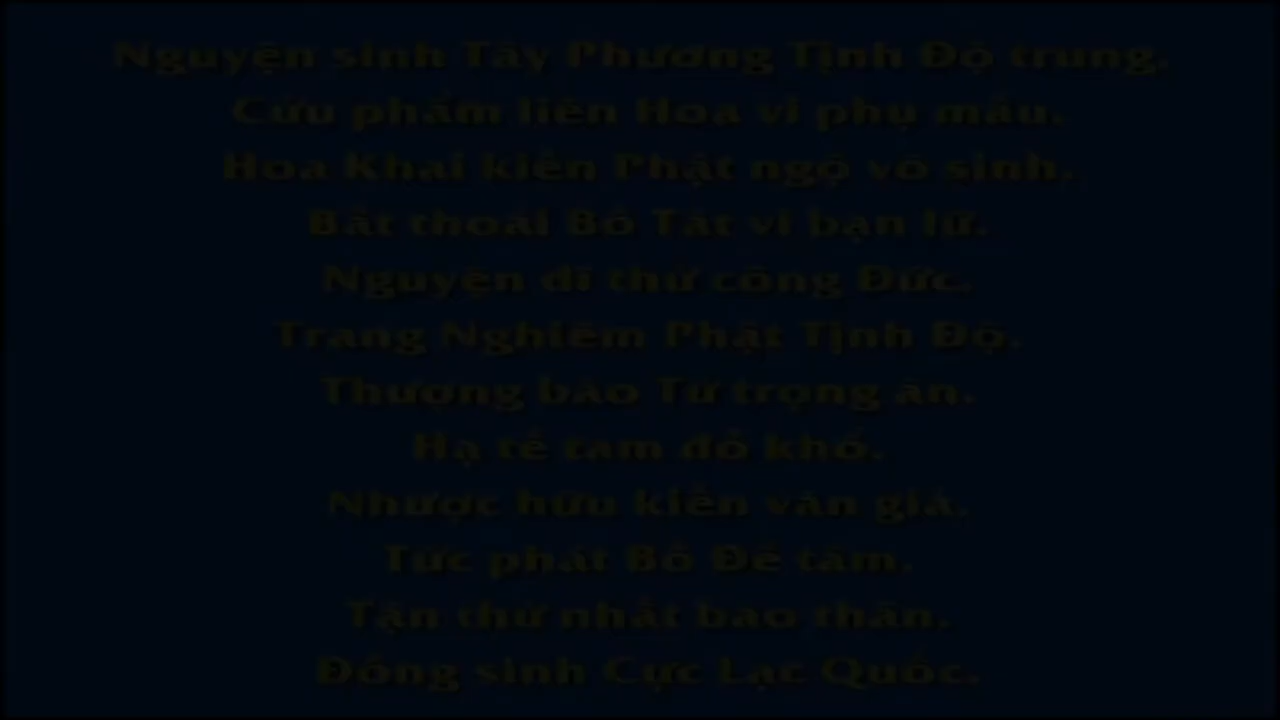 Nguyện sinh Tây Phương Tịnh Độ trung.
Cửu phẩm liên Hoa vi phụ mẫu.
Hoa Khai kiến Phật ngộ vô sinh.
Bất thoái Bồ Tát vi bạn lữ.
Nguyện dĩ thử công Đức.
Trang Nghiêm Phật Tịnh Độ.
Thượng báo Tứ trọng ân.
Hạ tế tam đồ khổ.
Nhược hữu kiến văn giả.
Tức phát Bồ Đề tâm.
Tận thử nhất báo thân.
Đồng sinh Cực Lạc Quốc.